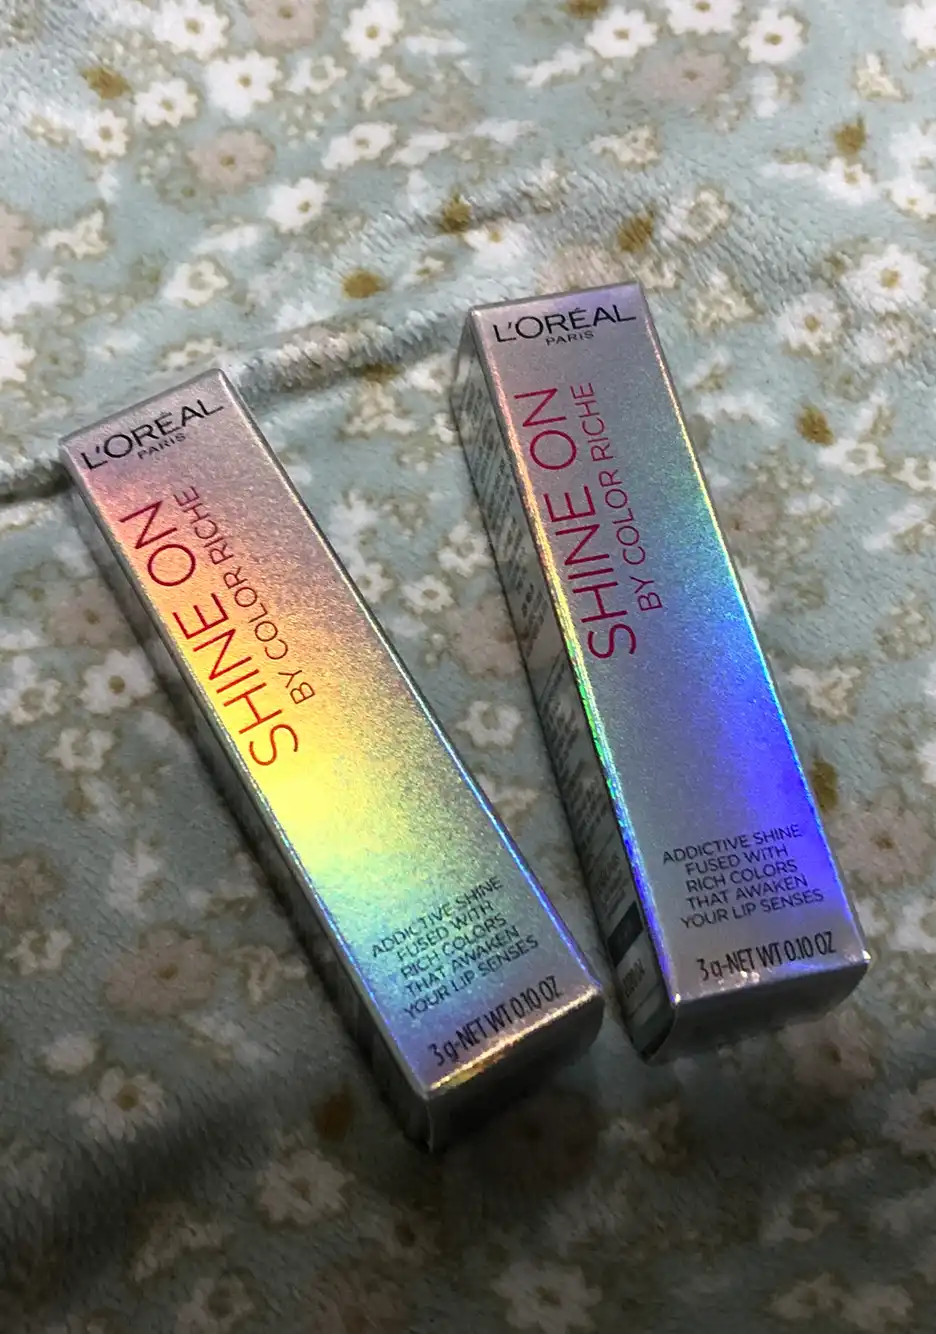 L'ORÉAL
PARIS
SHINE ON
BY COLOR RICHE
ADDICTIVE SHINE
FUSED WITH
RICH COLORS
THAT AWAKEN
YOUR LIP SENSES
3 g-NET WT 0.10 OZ
L'ORÉAL
PARIS
SHINE ON
BY COLOR RICHE
ADDICTIVE SHINE
FUSED WITH
RICH COLORS
THAT AWAKEN
YOUR LIP SENSES
3 g-NET WT 0.10 OZ